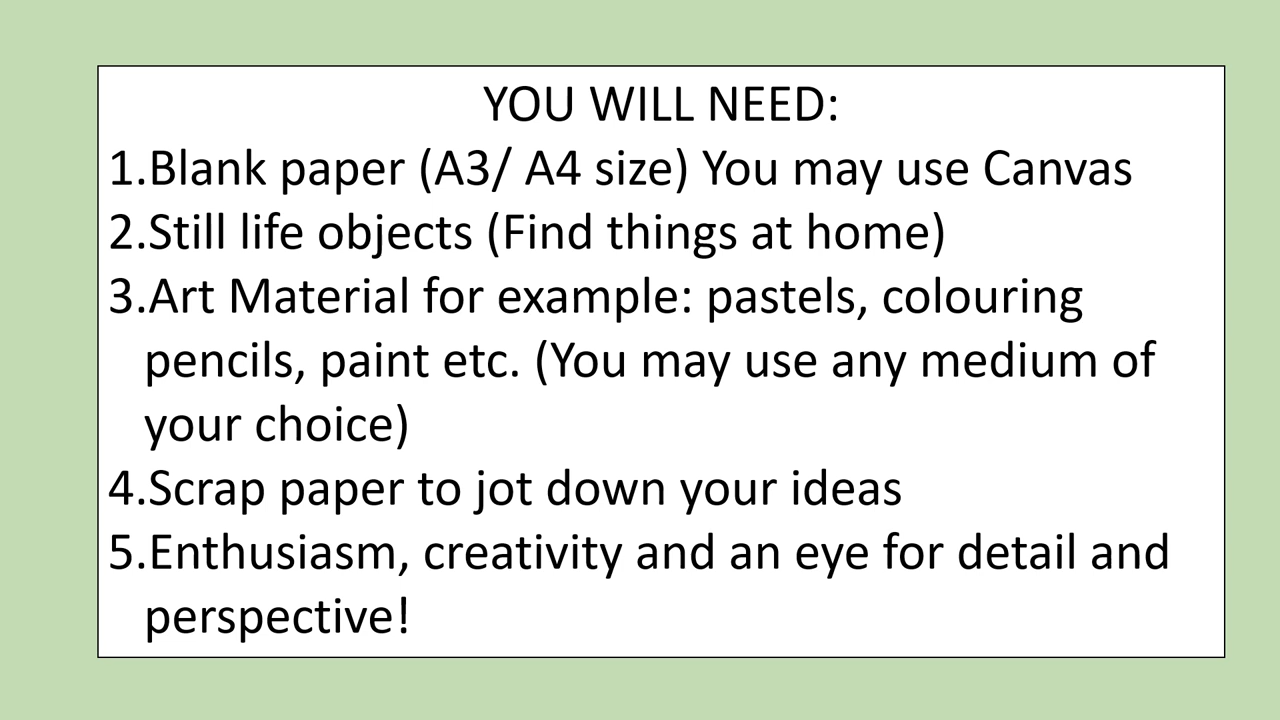 YOU WILL NEED:
1.Blank paper (A3/ A4 size) You may use Canvas
2.Still life objects (Find things at home)
3.Art Material for example: pastels, colouring
pencils, paint etc. (You may use any medium of
your choice)
4.Scrap paper to jot down your ideas
5.Enthusiasm, creativity and an eye for detail and
perspective!